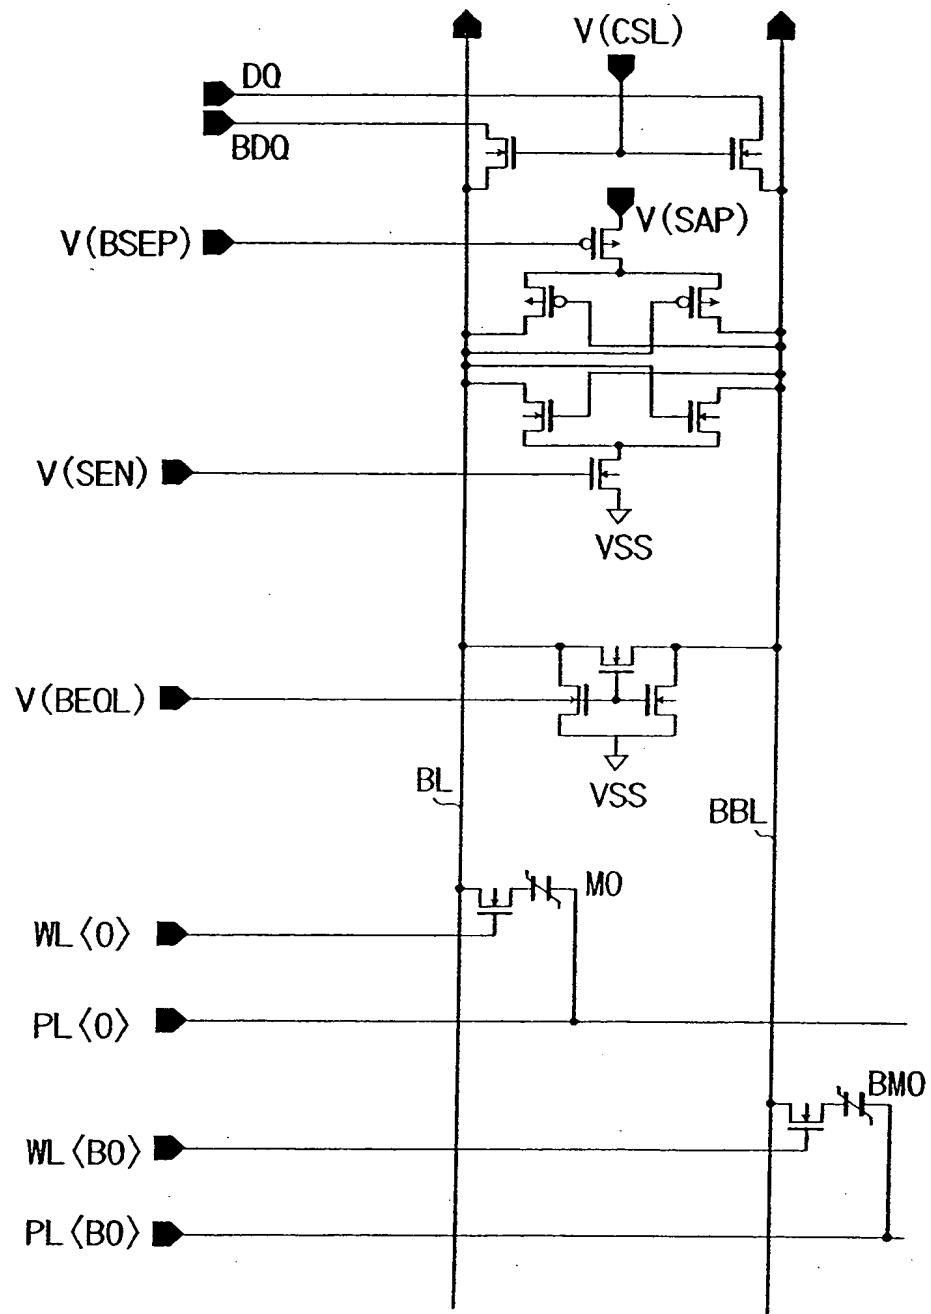 V(CSL)
DQ
BDQ
V(SAP)
V(BSEP)
V(SEN)
VSS
V(BEQL)
VSS
BL
BBL
M0
WL〈0〉
PL〈0〉
BM0
WL〈B0〉
PL〈B0〉